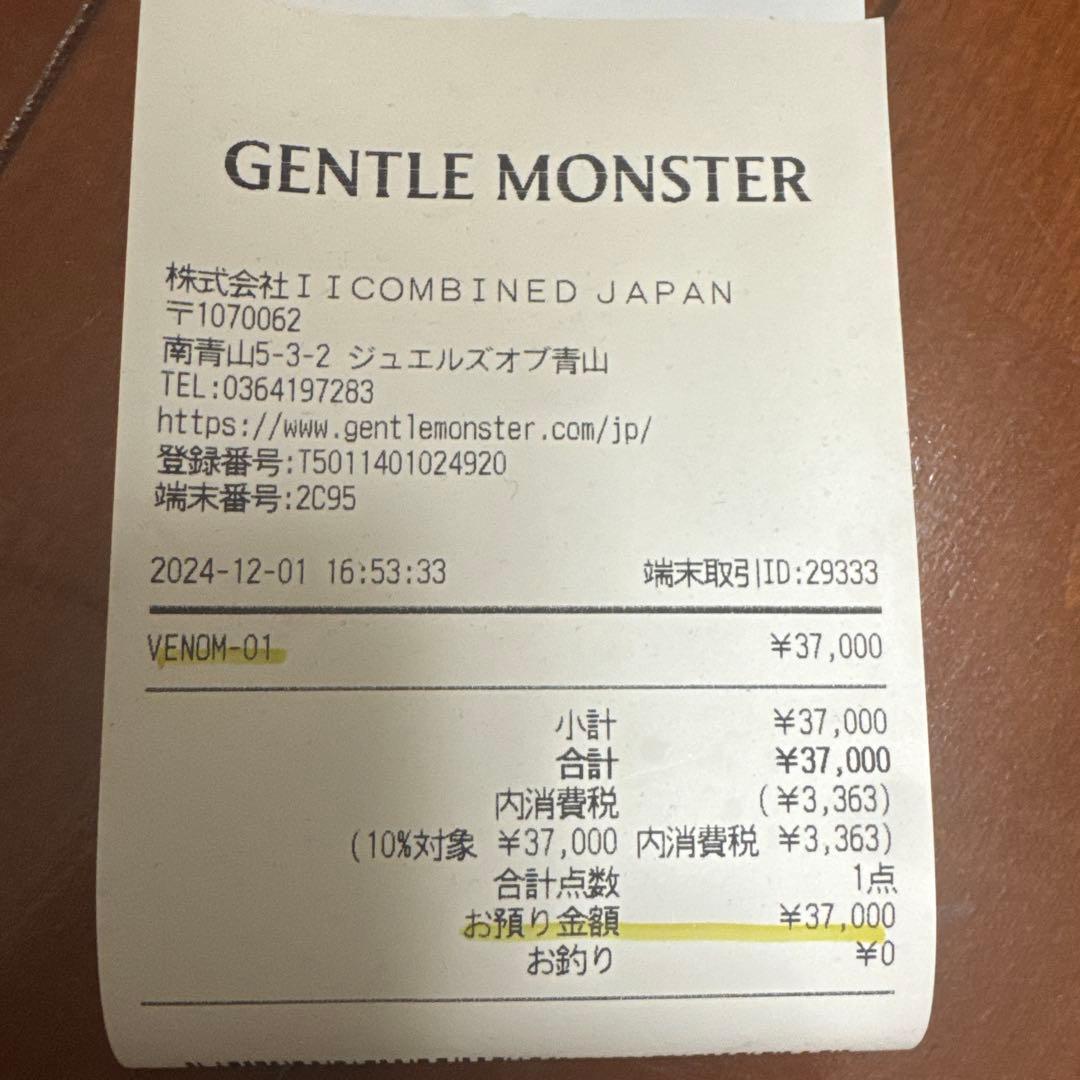 GENTLE MONSTER
株式会社ＩＩCOMBINED JAPAN
〒1070062
南青山5-3-2 ジュエルズオブ青山
TEL:0364197283
https://www.gentlemonster.com/jp/
登録番号:T5011401024920
端末番号:2C95
2024-12-01 16:53:33 端末取引ID:29333
VENOM-01 ¥37,000
小計 ¥37,000
合計 ¥37,000
内消費税 (¥3,363)
(10%対象 ¥37,000 内消費税 ¥3,363)
合計点数 1点
お預り金額 ¥37,000
お釣り ¥0